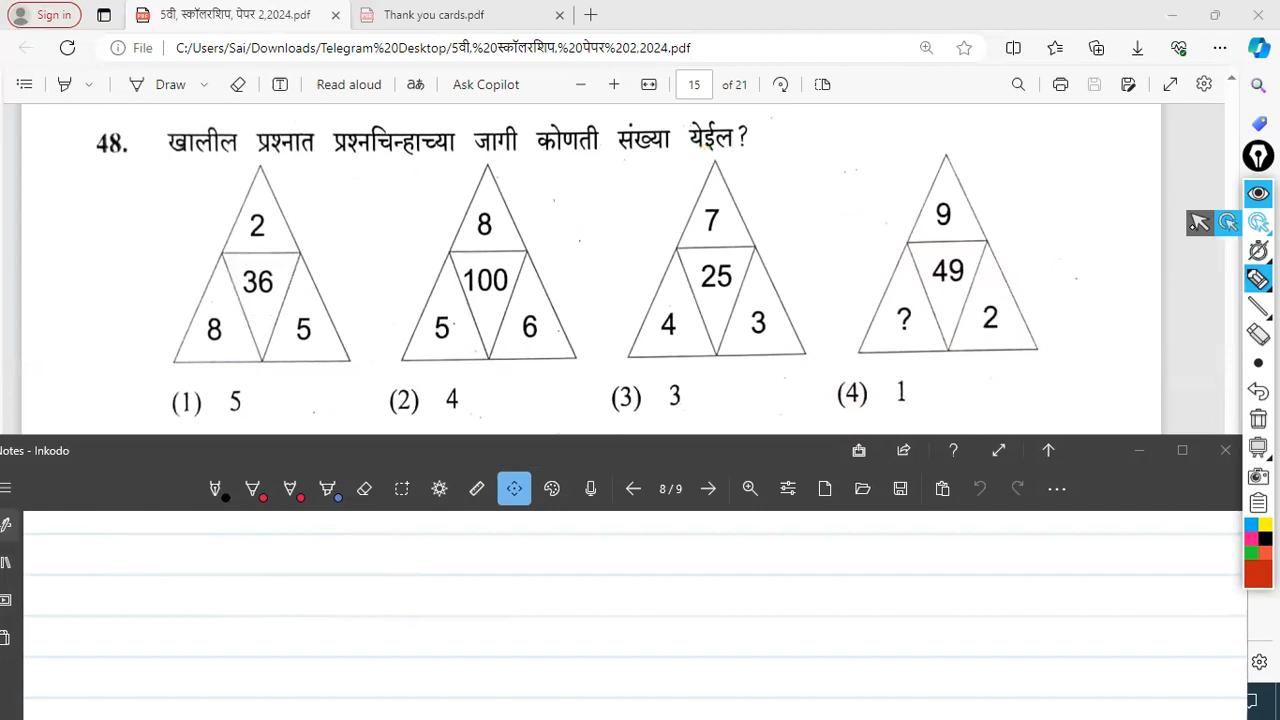 Sign in
5वी, स्कॉलरशिप, पेपर 2,2024.pdf
Thank you cards.pdf
File
C:/Users/Sai/Downloads/Telegram%20Desktop/5वी,%20स्कॉलरशिप,%20पेपर%202,2024.pdf
Draw
Read aloud
Ask Copilot
15 of 21
48. खालील प्रश्नात प्रश्नचिन्हाच्या जागी कोणती संख्या येईल?
2
36
8 5
8
100
5 6
7
25
4 3
9
49
? 2
(1) 5 (2) 4 (3) 3 (4) 1
Notes - Inkodo
8 / 9